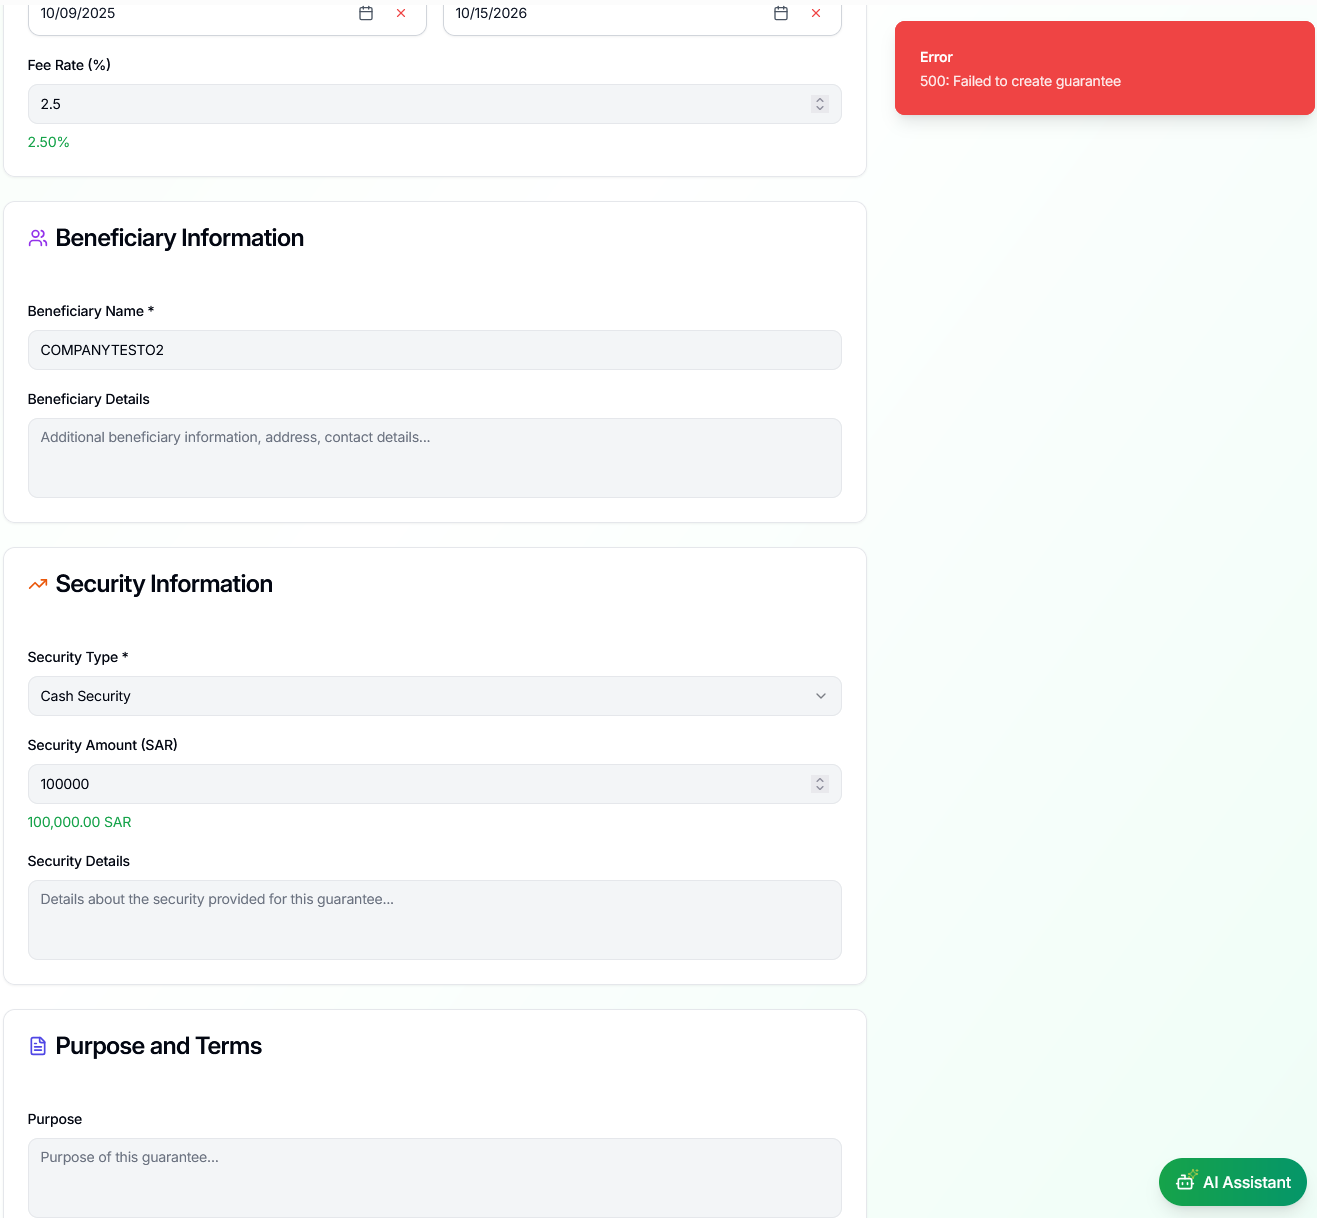 10/09/2025 10/15/2026
Fee Rate (%)
2.5
2.50%
Error
500: Failed to create guarantee
Beneficiary Information
Beneficiary Name *
COMPANYTESTO2
Beneficiary Details
Additional beneficiary information, address, contact details...
Security Information
Security Type *
Cash Security
Security Amount (SAR)
100000
100,000.00 SAR
Security Details
Details about the security provided for this guarantee...
Purpose and Terms
Purpose
Purpose of this guarantee...
AI Assistant